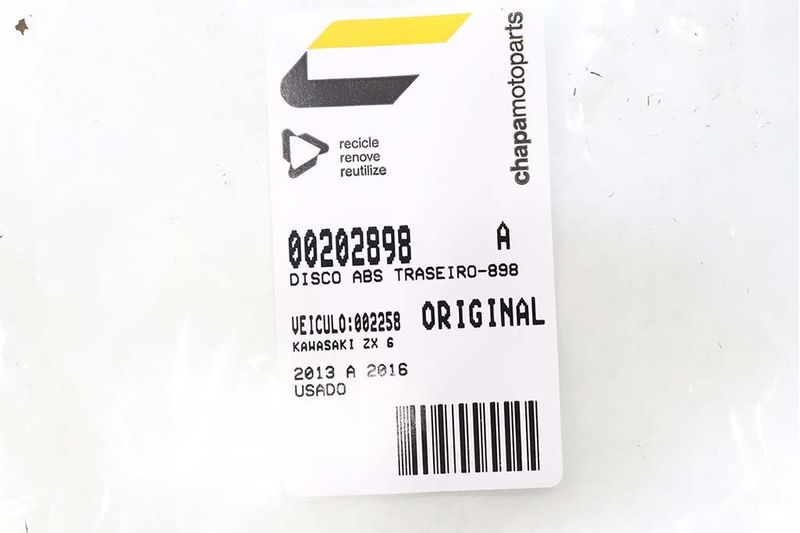 chapamotoparts
recicle
renove
reutilize
00202898 A
DISCO ABS TRASEIRO-898
VEICULO:002258 ORIGINAL
KAWASAKI ZX 6
2013 A 2016
USADO